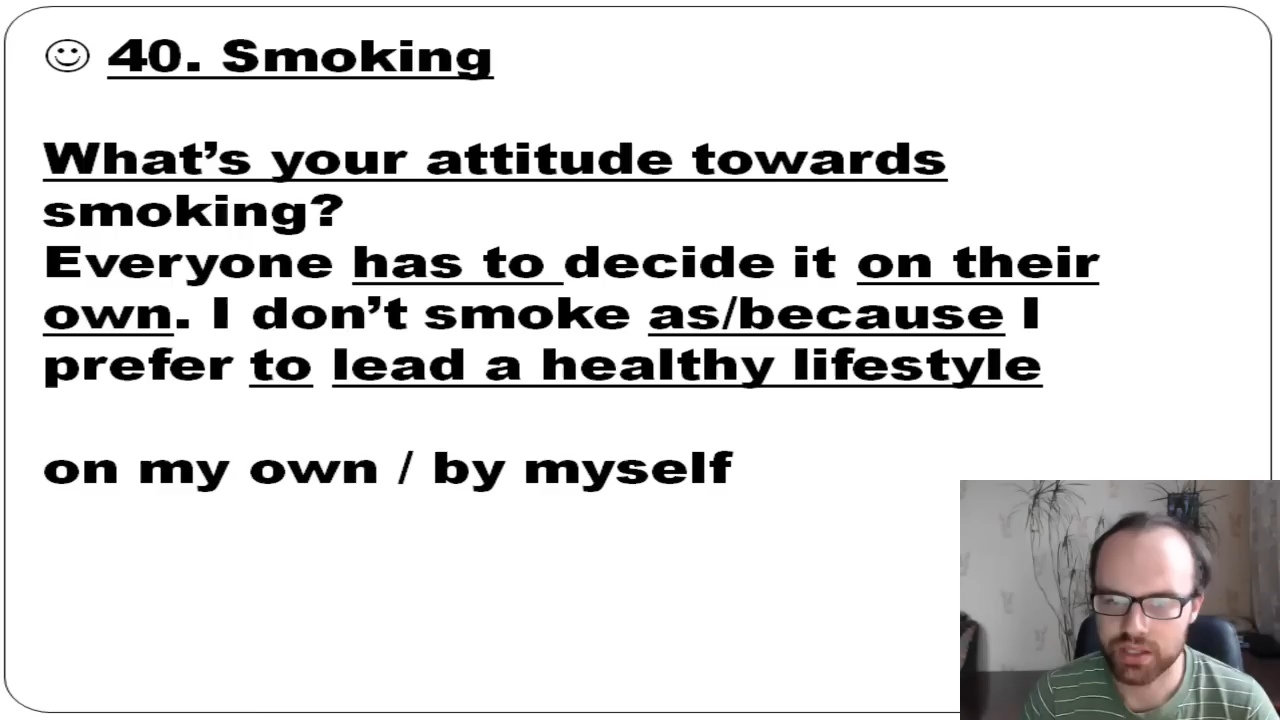 40. Smoking
What’s your attitude towards
smoking?
Everyone has to decide it on their
own. I don’t smoke as/because I
prefer to lead a healthy lifestyle
on my own / by myself